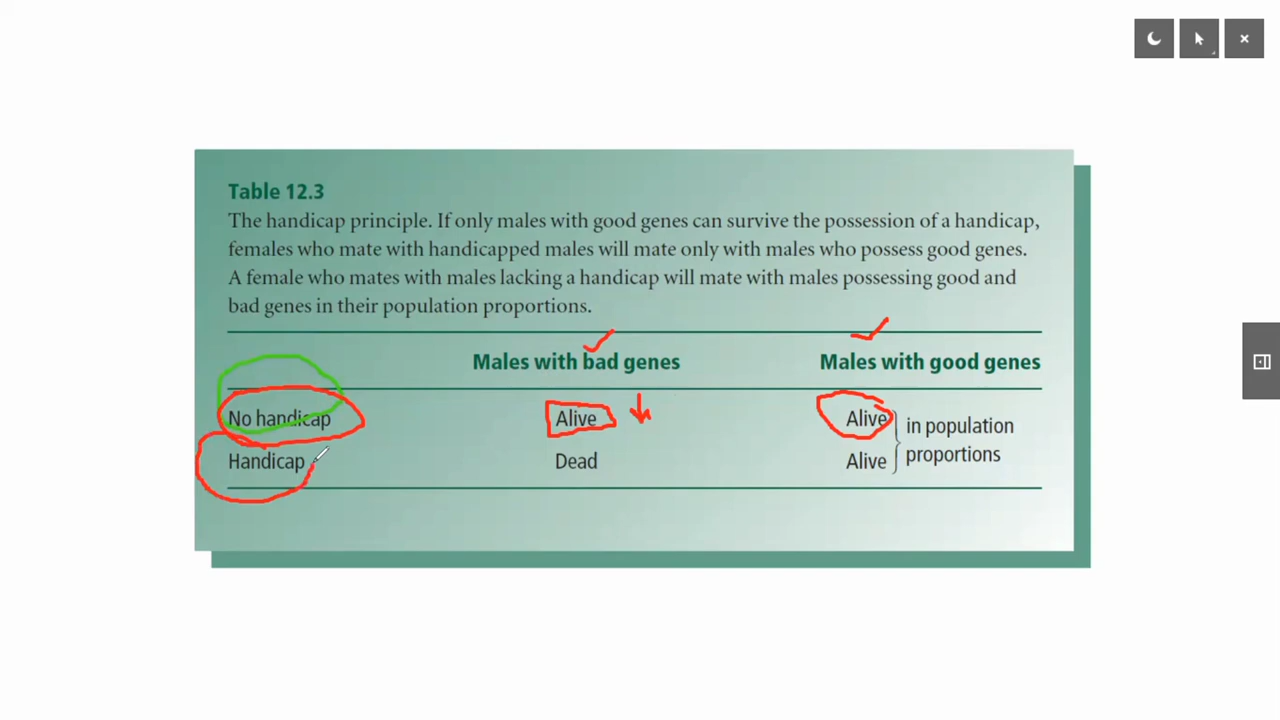 Table 12.3
The handicap principle. If only males with good genes can survive the possession of a handicap,
females who mate with handicapped males will mate only with males who possess good genes.
A female who mates with males lacking a handicap will mate with males possessing good and
bad genes in their population proportions.
Males with bad genes Males with good genes
No handicap Alive Alive in population
Handicap Dead Alive proportions